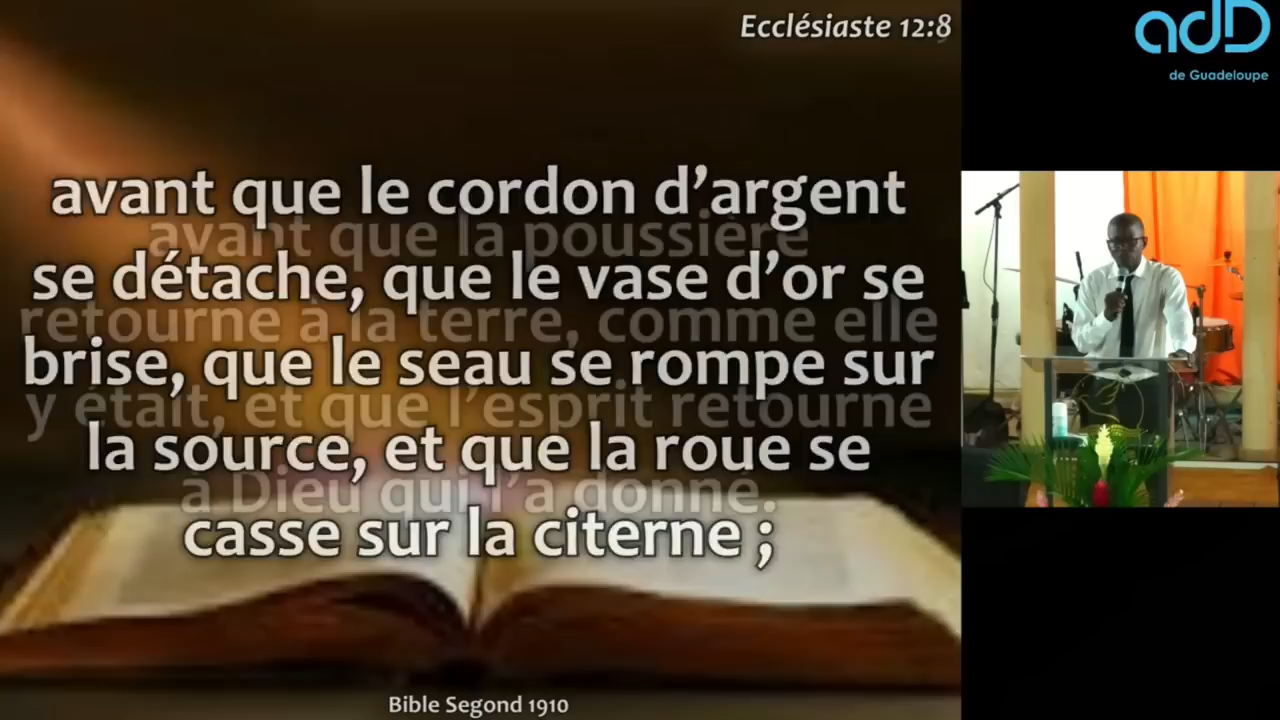 Ecclésiaste 12:8
adD
de Guadeloupe
avant que le cordon d’argent
se détache, que le vase d’or se
brise, que le seau se rompe sur
la source, et que la roue se
casse sur la citerne ;
avant que la poussière
retourne à la terre, comme elle
y était, et que l’esprit retourne
à Dieu qui l’a donné.
Bible Segond 1910